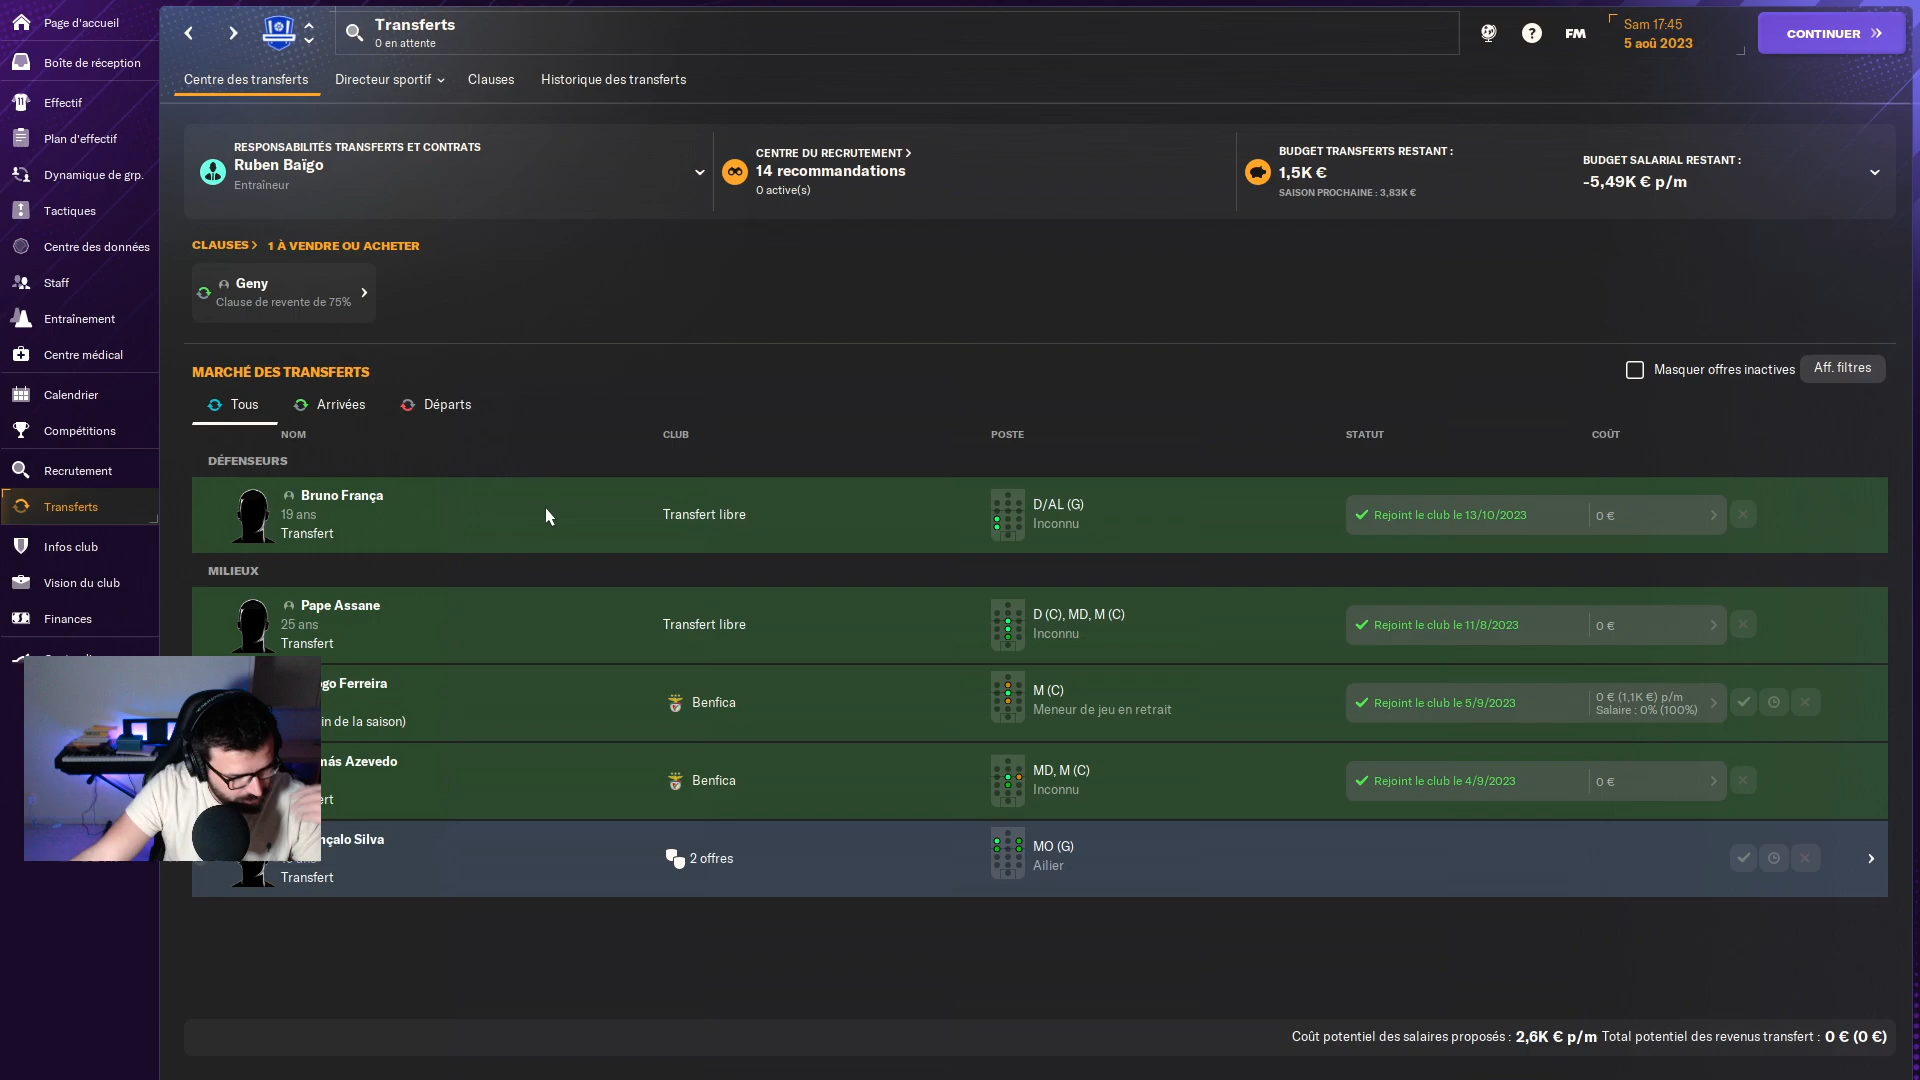 Page d'accueil
Boîte de réception
Effectif
Plan d'effectif
Dynamique de grp.
Tactiques
Centre des données
Staff
Entraînement
Centre médical
Calendrier
Compétitions
Recrutement
Transferts
Infos club
Vision du club
Finances
Transferts
0 en attente
FM
Sam 17:45
5 aoû 2023
CONTINUER
Centre des transferts
Directeur sportif
Clauses
Historique des transferts
RESPONSABILITÉS TRANSFERTS ET CONTRATS
Ruben Baïgo
Entraîneur
CENTRE DU RECRUTEMENT >
14 recommandations
0 active(s)
BUDGET TRANSFERTS RESTANT :
1,5K €
SAISON PROCHAINE : 3,83K €
BUDGET SALARIAL RESTANT :
-5,49K € p/m
CLAUSES > 1 À VENDRE OU ACHETER
Geny
Clause de revente de 75%
MARCHÉ DES TRANSFERTS
Masquer offres inactives
Aff. filtres
Tous
Arrivées
Départs
NOM CLUB POSTE STATUT COÛT
DÉFENSEURS
Bruno França
19 ans
Transfert
Transfert libre
D/AL (G)
Inconnu
Rejoint le club le 13/10/2023
0 €
MILIEUX
Pape Assane
25 ans
Transfert
Transfert libre
D (C), MD, M (C)
Inconnu
Rejoint le club le 11/8/2023
0 €
go Ferreira
in de la saison)
Benfica
M (C)
Meneur de jeu en retrait
Rejoint le club le 5/9/2023
0 € (1,1K €) p/m
Salaire : 0% (100%)
más Azevedo
ert
Benfica
MD, M (C)
Inconnu
Rejoint le club le 4/9/2023
0 €
nçalo Silva
Transfert
2 offres
MO (G)
Ailier
Coût potentiel des salaires proposés : 2,6K € p/m Total potentiel des revenus transfert : 0 € (0 €)